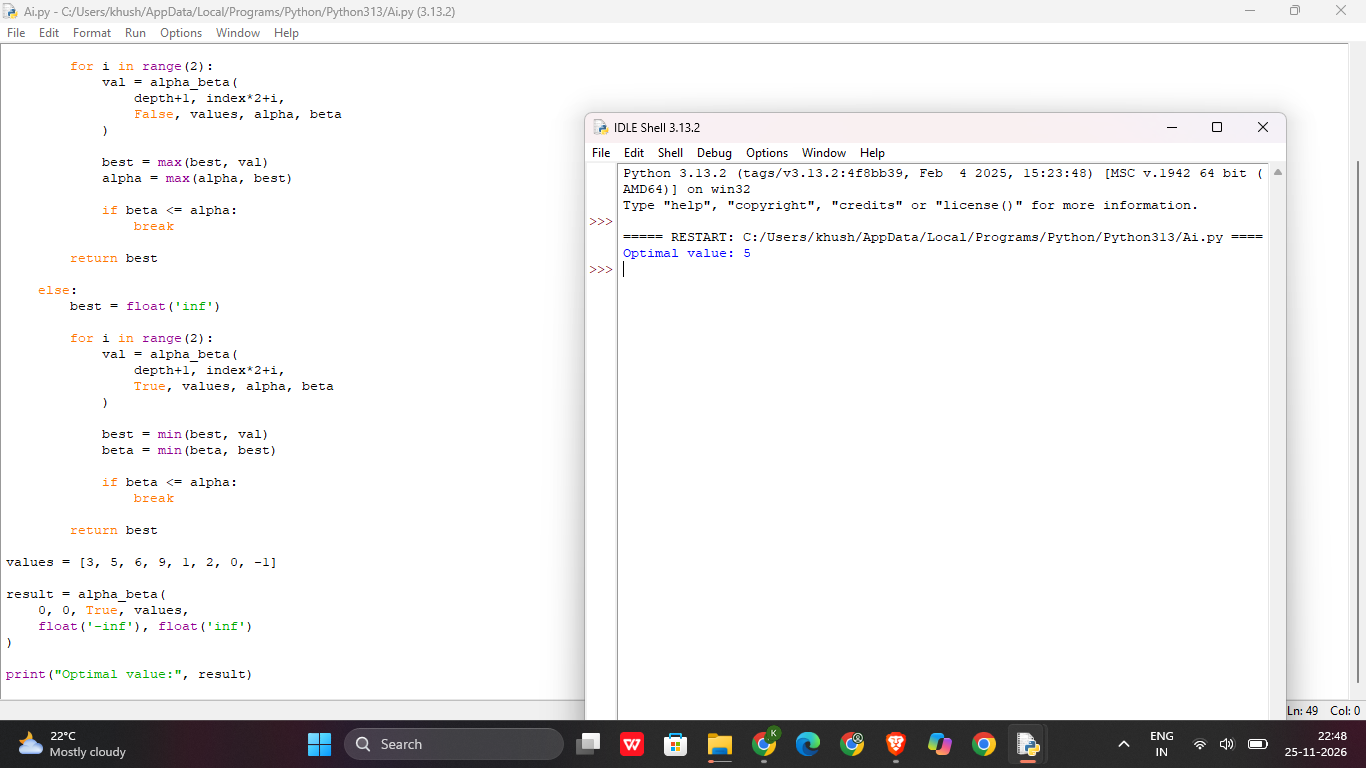 Ai.py - C:/Users/khush/AppData/Local/Programs/Python/Python313/Ai.py (3.13.2)
File Edit Format Run Options Window Help
        for i in range(2):
            val = alpha_beta(
                depth+1, index*2+i,
                False, values, alpha, beta
            )

            best = max(best, val)
            alpha = max(alpha, best)

            if beta <= alpha:
                break

        return best

    else:
        best = float('inf')

        for i in range(2):
            val = alpha_beta(
                depth+1, index*2+i,
                True, values, alpha, beta
            )

            best = min(best, val)
            beta = min(beta, best)

            if beta <= alpha:
                break

        return best

values = [3, 5, 6, 9, 1, 2, 0, -1]

result = alpha_beta(
    0, 0, True, values,
    float('-inf'), float('inf')
)

print("Optimal value:", result)
IDLE Shell 3.13.2
File Edit Shell Debug Options Window Help
Python 3.13.2 (tags/v3.13.2:4f8bb39, Feb  4 2025, 15:23:48) [MSC v.1942 64 bit (
AMD64)] on win32
Type "help", "copyright", "credits" or "license()" for more information.
>>>
===== RESTART: C:/Users/khush/AppData/Local/Programs/Python/Python313/Ai.py ====
Optimal value: 5
>>>
Ln: 49 Col: 0
22°C
Mostly cloudy
Search
W
K
ENG
IN
22:48
25-11-2026